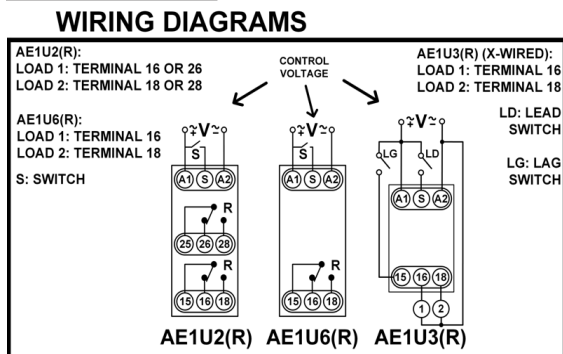 WIRING DIAGRAMS
AE1U2(R):
LOAD 1: TERMINAL 16 OR 26
LOAD 2: TERMINAL 18 OR 28
AE1U6(R):
LOAD 1: TERMINAL 16
LOAD 2: TERMINAL 18
S: SWITCH
CONTROL
VOLTAGE
AE1U3(R) (X-WIRED):
LOAD 1: TERMINAL 16
LOAD 2: TERMINAL 18
LD: LEAD
SWITCH
LG: LAG
SWITCH
V
S
A1 S A2
R
25 26 28
R
15 16 18
AE1U2(R)
V
S
A1 S A2
R
15 16 18
AE1U6(R)
V
LG LD
A1 S A2
15 16 18
1 2
AE1U3(R)